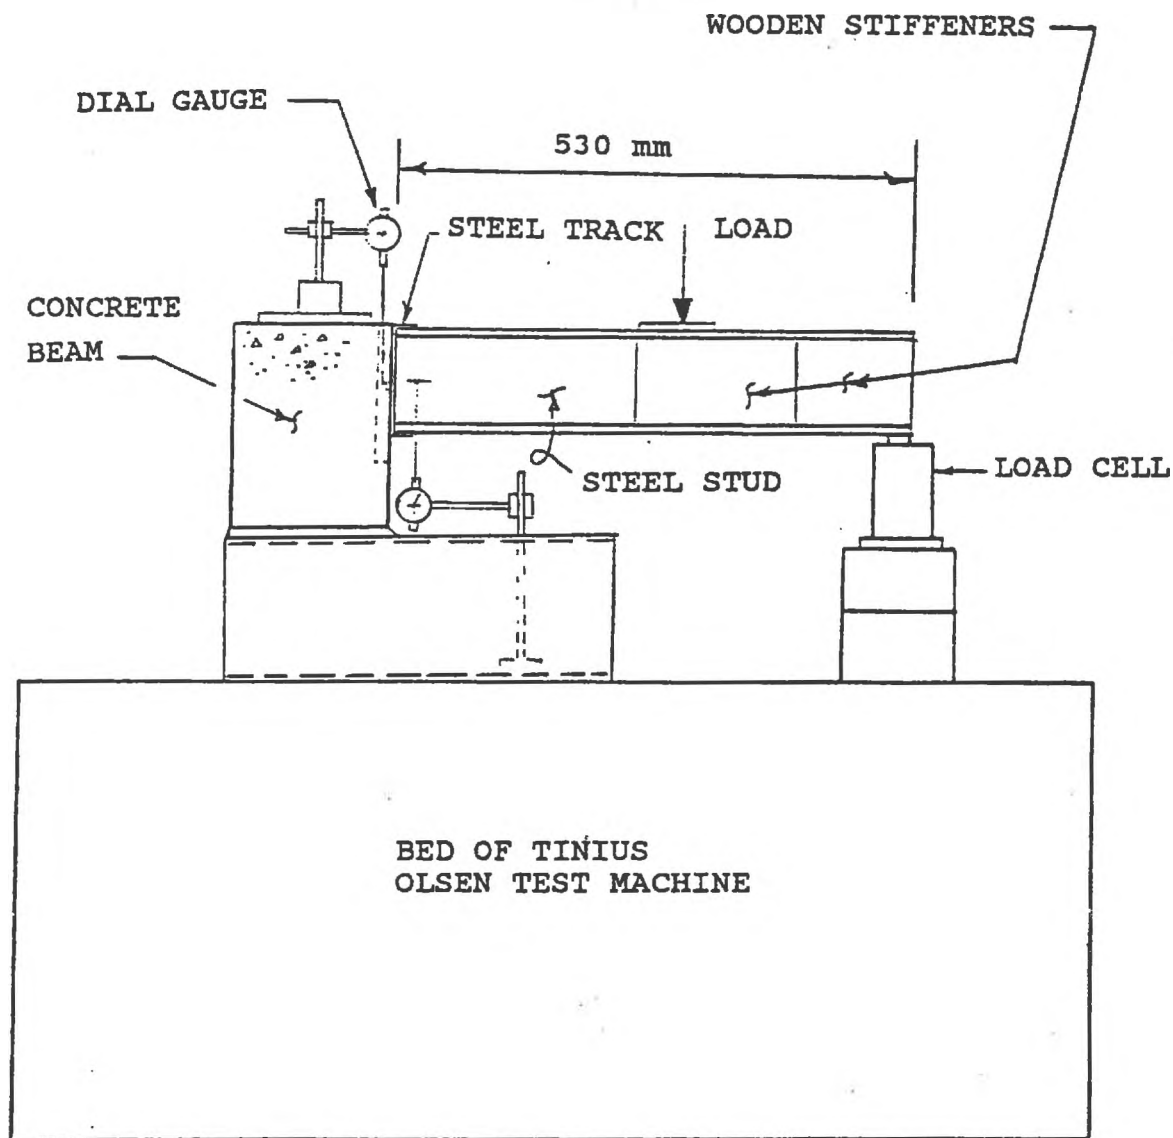 WOODEN STIFFENERS
DIAL GAUGE
530 mm
STEEL TRACK
LOAD
CONCRETE
BEAM
STEEL STUD
LOAD CELL
BED OF TINIUS
OLSEN TEST MACHINE